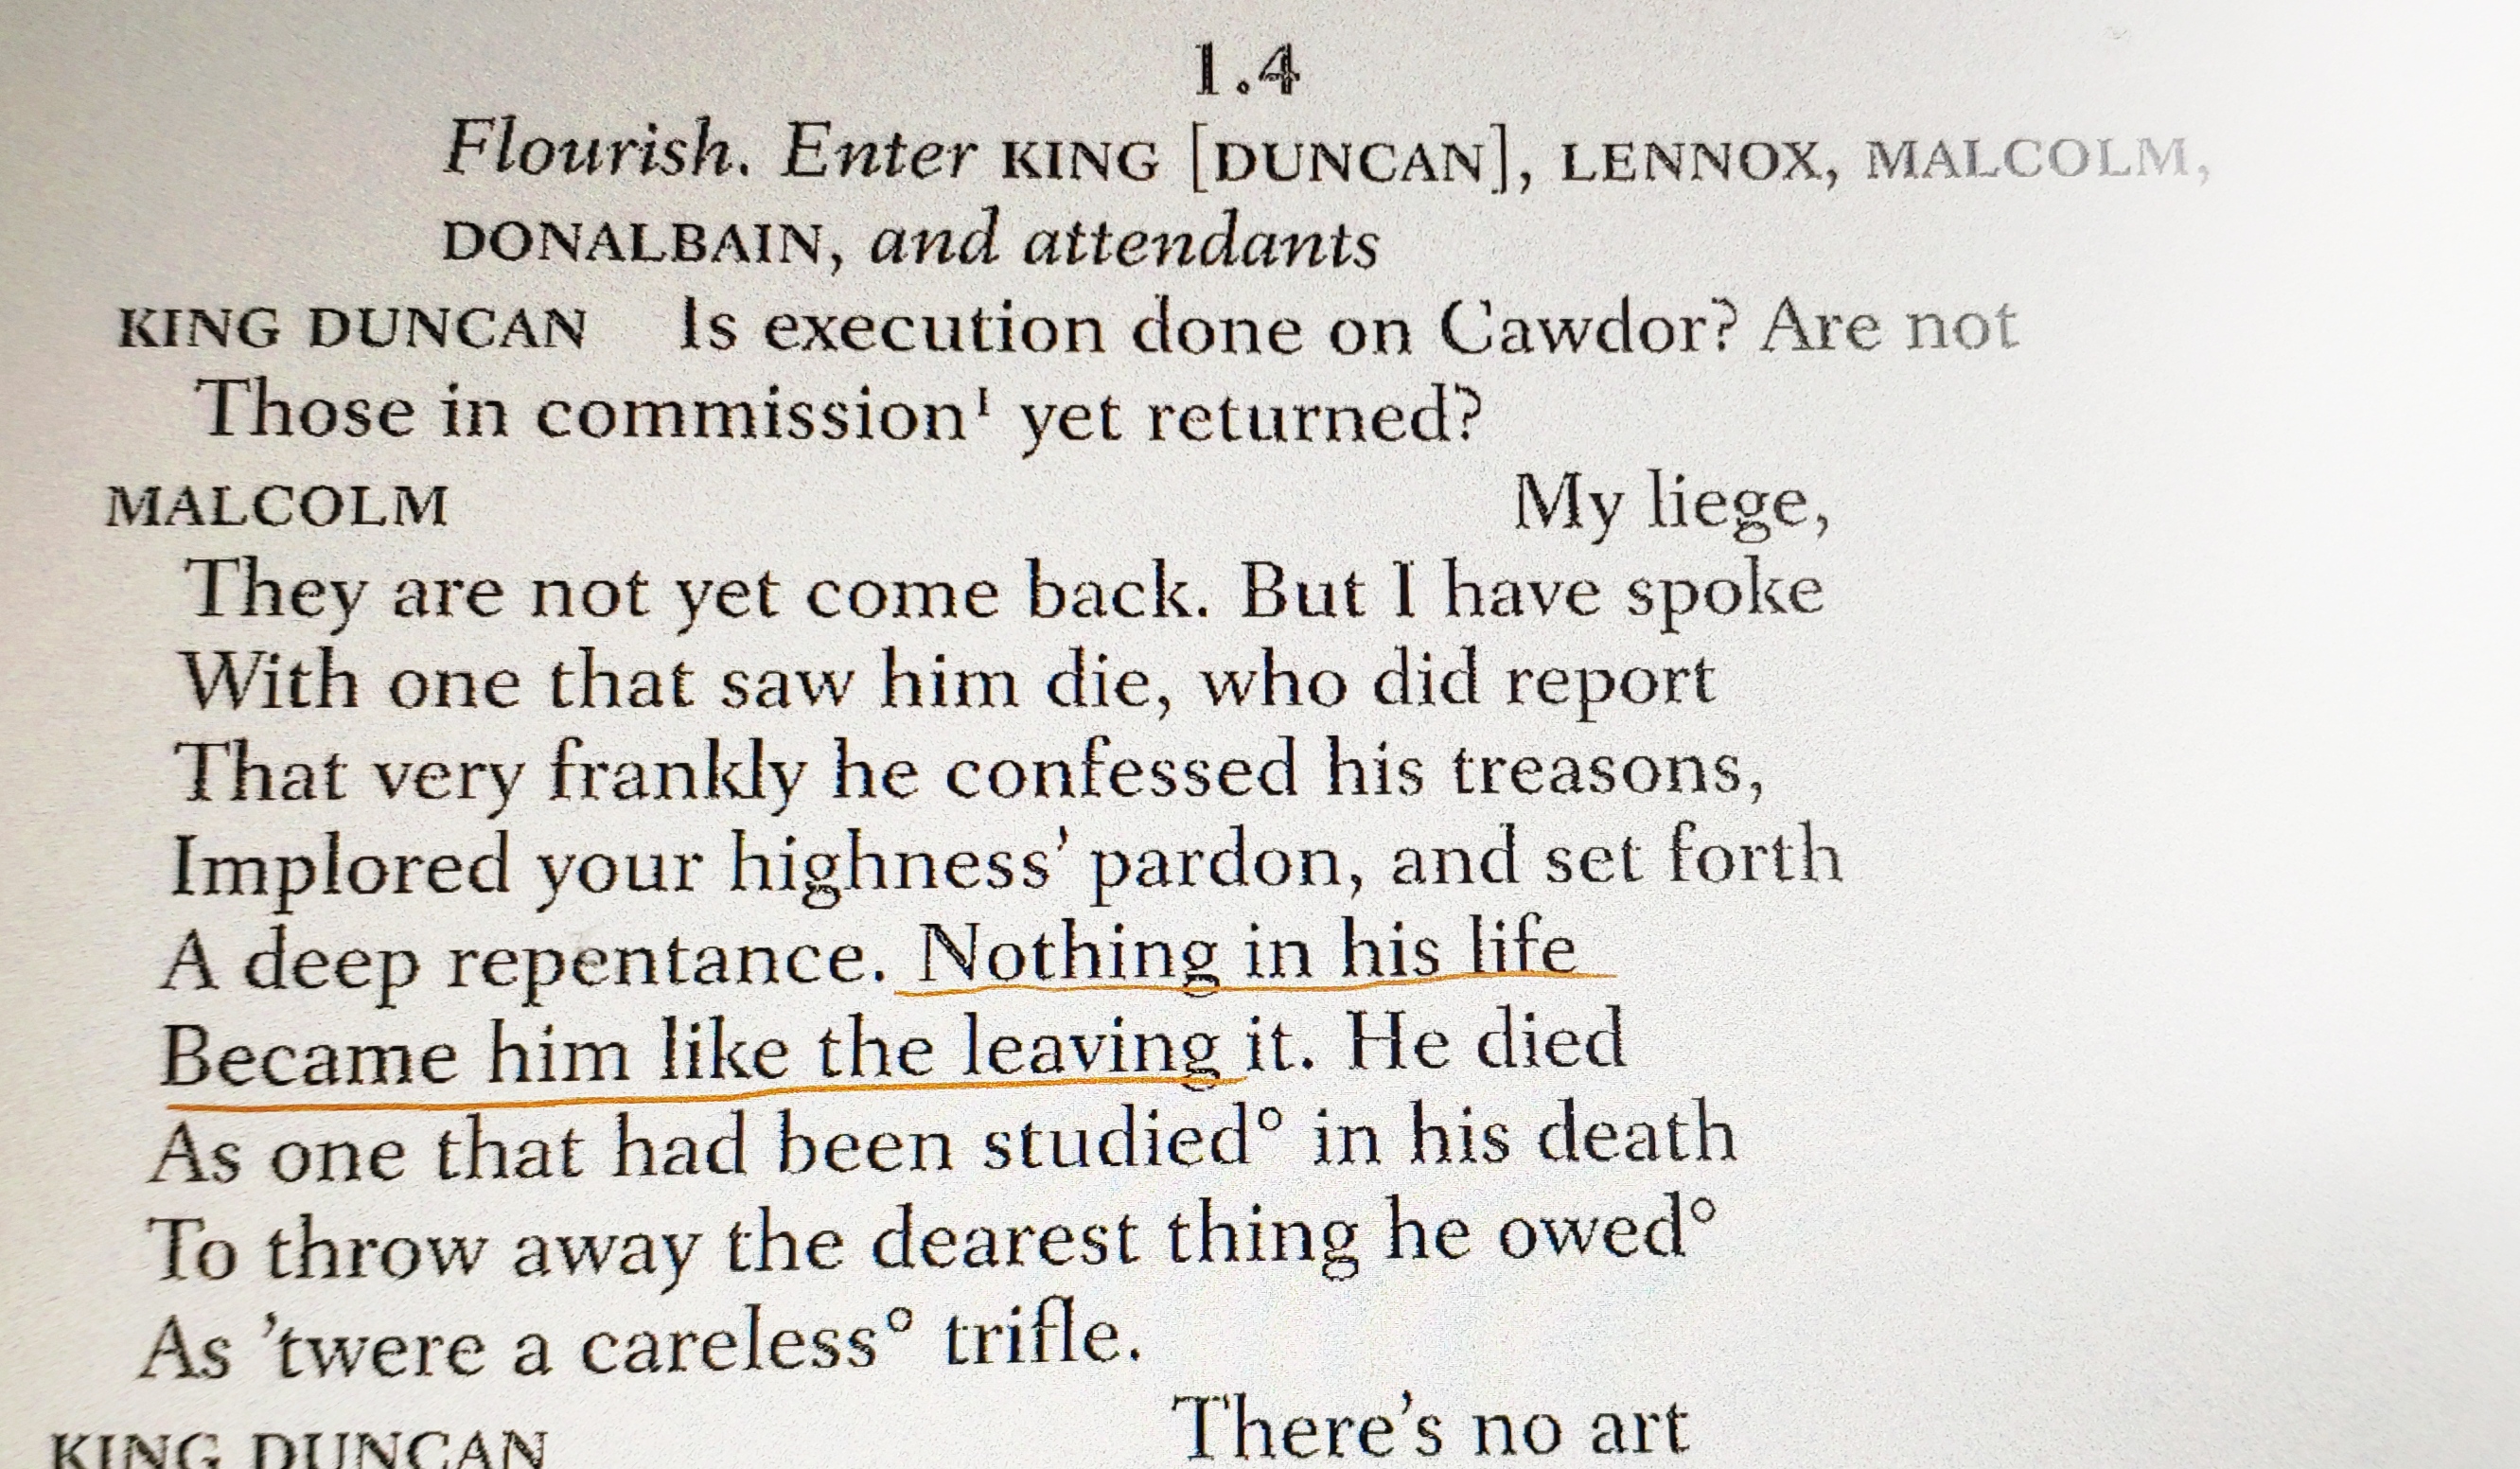 1.4
Flourish. Enter KING [DUNCAN], LENNOX, MALCOLM,
DONALBAIN, and attendants
KING DUNCAN Is execution done on Cawdor? Are not
Those in commission¹ yet returned?
MALCOLM My liege,
They are not yet come back. But I have spoke
With one that saw him die, who did report
That very frankly he confessed his treasons,
Implored your highness’ pardon, and set forth
A deep repentance. Nothing in his life
Became him like the leaving it. He died
As one that had been studied° in his death
To throw away the dearest thing he owed°
As ’twere a careless° trifle.
KING DUNCAN There’s no art